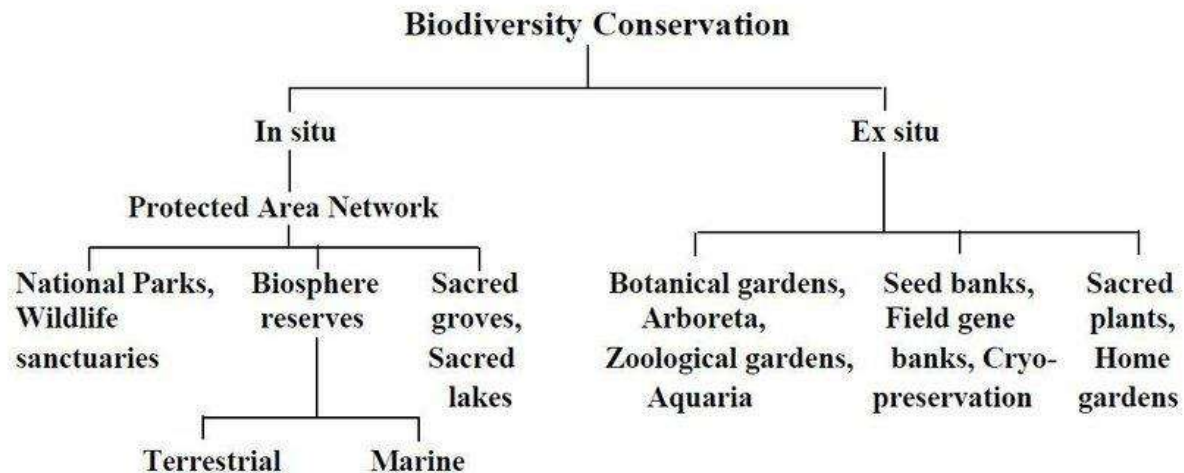 Biodiversity Conservation
In situ
Ex situ
Protected Area Network
National Parks,
Wildlife
sanctuaries
Biosphere
reserves
Sacred
groves,
Sacred
lakes
Botanical gardens,
Arboreta,
Zoological gardens,
Aquaria
Seed banks,
Field gene
banks, Cryo-
preservation
Sacred
plants,
Home
gardens
Terrestrial
Marine